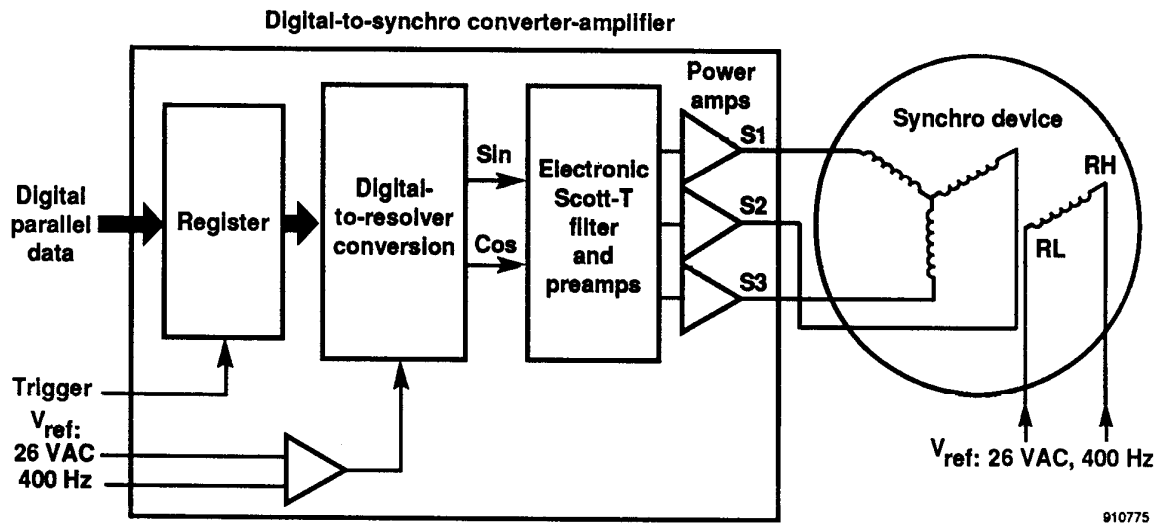 Digital-to-synchro converter-amplifier
Power
amps
Synchro device
S1
S2
S3
RH
RL
Sin
Cos
Digital
parallel
data
Register
Digital-
to-resolver
conversion
Electronic
Scott-T
filter
and
preamps
Trigger
Vref:
26 VAC
400 Hz
Vref: 26 VAC, 400 Hz
910775